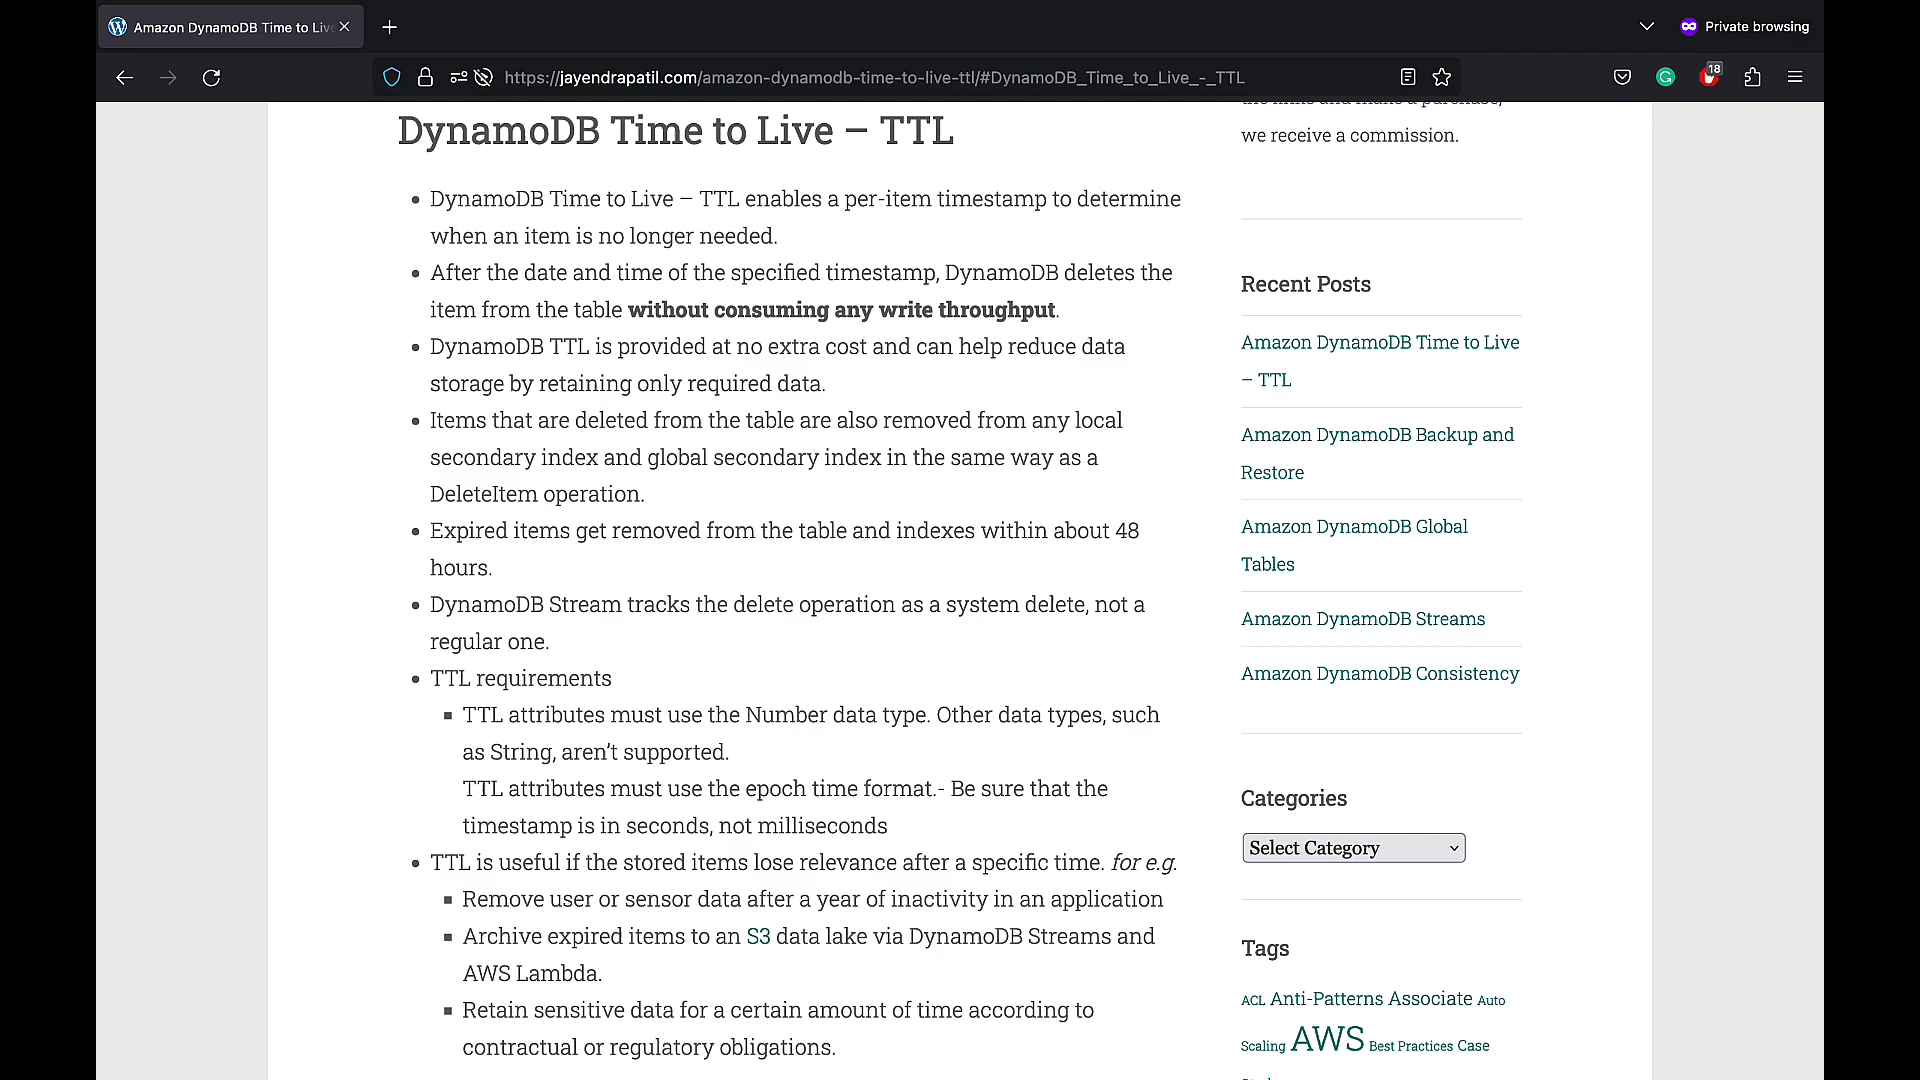 Amazon DynamoDB Time to Live
Private browsing
https://jayendrapatil.com/amazon-dynamodb-time-to-live-ttl/#DynamoDB_Time_to_Live_-_TTL
18
DynamoDB Time to Live – TTL
DynamoDB Time to Live – TTL enables a per-item timestamp to determine
when an item is no longer needed.
After the date and time of the specified timestamp, DynamoDB deletes the
item from the table without consuming any write throughput.
DynamoDB TTL is provided at no extra cost and can help reduce data
storage by retaining only required data.
Items that are deleted from the table are also removed from any local
secondary index and global secondary index in the same way as a
DeleteItem operation.
Expired items get removed from the table and indexes within about 48
hours.
DynamoDB Stream tracks the delete operation as a system delete, not a
regular one.
TTL requirements
TTL attributes must use the Number data type. Other data types, such
as String, aren’t supported.
TTL attributes must use the epoch time format.- Be sure that the
timestamp is in seconds, not milliseconds
TTL is useful if the stored items lose relevance after a specific time. for e.g.
Remove user or sensor data after a year of inactivity in an application
Archive expired items to an S3 data lake via DynamoDB Streams and
AWS Lambda.
Retain sensitive data for a certain amount of time according to
contractual or regulatory obligations.
the links and make a purchase,
we receive a commission.
Recent Posts
Amazon DynamoDB Time to Live
– TTL
Amazon DynamoDB Backup and
Restore
Amazon DynamoDB Global
Tables
Amazon DynamoDB Streams
Amazon DynamoDB Consistency
Categories
Select Category
Tags
ACL Anti-Patterns Associate Auto
Scaling AWS Best Practices Case